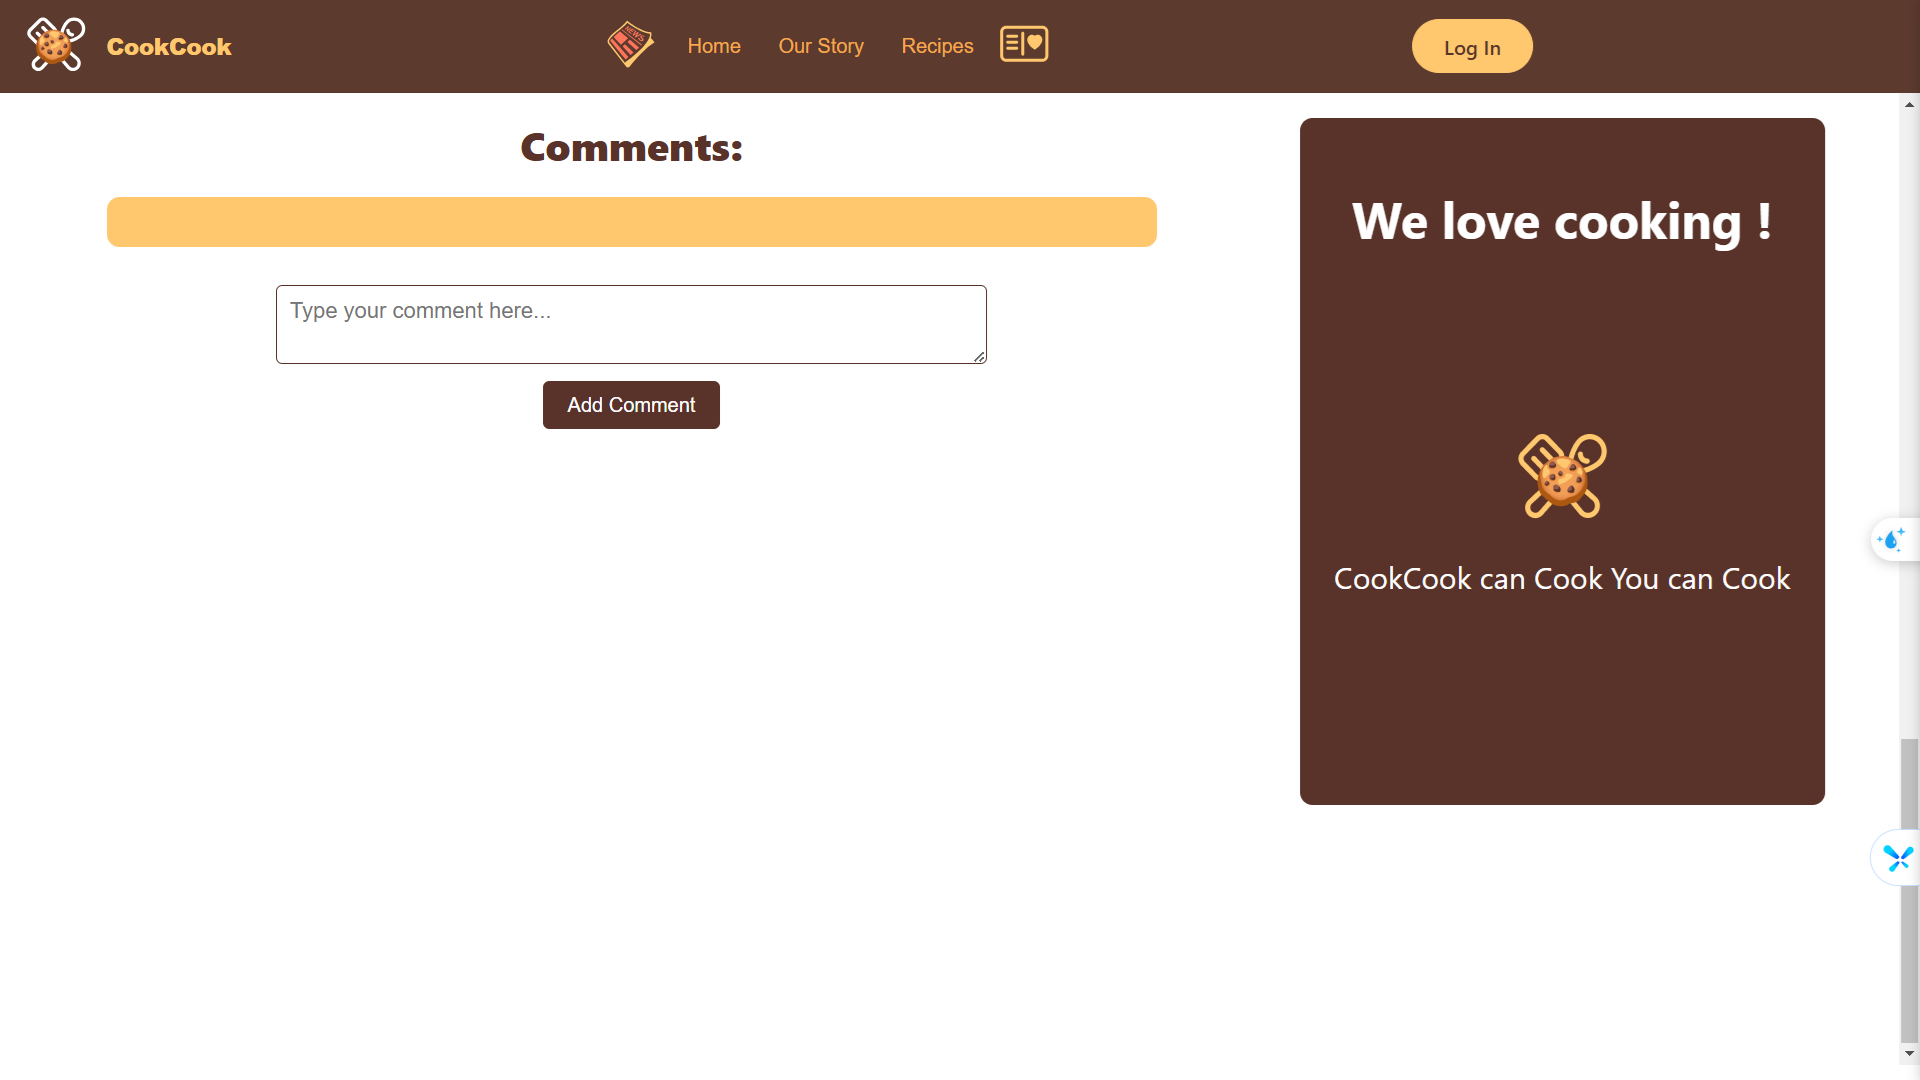 CookCook
NEWS
Home
Our Story
Recipes
Log In
Comments:
Type your comment here...
Add Comment
We love cooking !
CookCook can Cook You can Cook